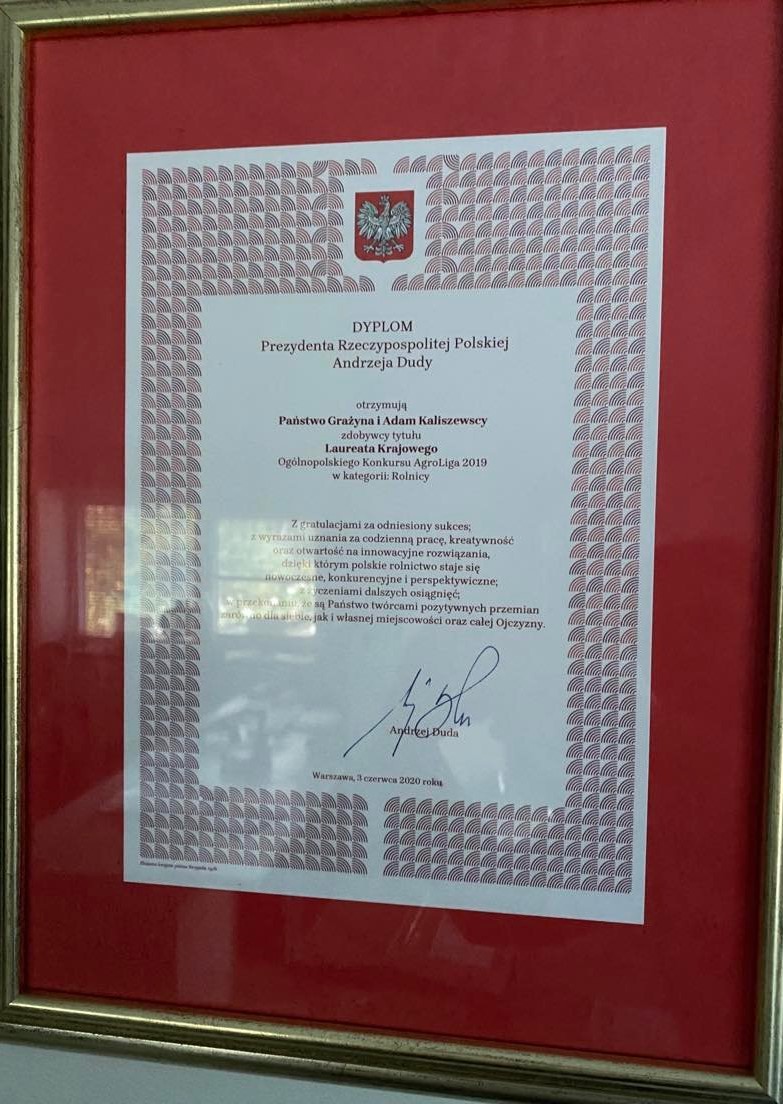 DYPLOM
Prezydenta Rzeczypospolitej Polskiej
Andrzeja Dudy
otrzymują
Państwo Grażyna i Adam Kaliszewscy
zdobywcy tytułu
Laureata Krajowego
Ogólnopolskiego Konkursu AgroLiga 2019
w kategorii: Rolnicy
Z gratulacjami za odniesiony sukces;
z wyrazami uznania za codzienną pracę, kreatywność
oraz otwartość na innowacyjne rozwiązania,
dzięki którym polskie rolnictwo staje się
nowoczesne, konkurencyjne i perspektywiczne;
z życzeniami dalszych osiągnięć;
w przekonaniu, że są Państwo twórcami pozytywnych przemian
zarówno dla siebie, jak i własnej miejscowości oraz całej Ojczyzny.
Andrzej Duda
Warszawa, 3 czerwca 2020 roku